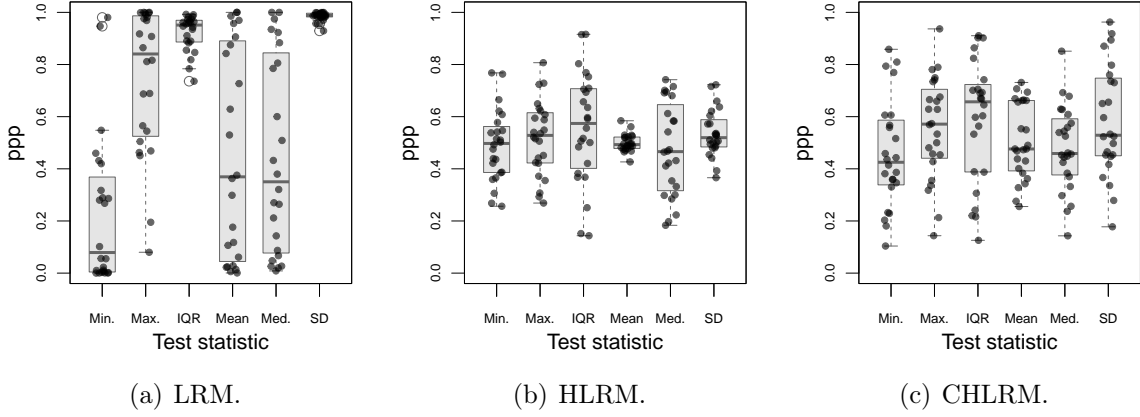 ppp
1.0
0.8
0.6
0.4
0.2
0.0
Min. Max. IQR Mean Med. SD
Test statistic
(a) LRM.
ppp
1.0
0.8
0.6
0.4
0.2
0.0
Min. Max. IQR Mean Med. SD
Test statistic
(b) HLRM.
ppp
1.0
0.8
0.6
0.4
0.2
0.0
Min. Max. IQR Mean Med. SD
Test statistic
(c) CHLRM.